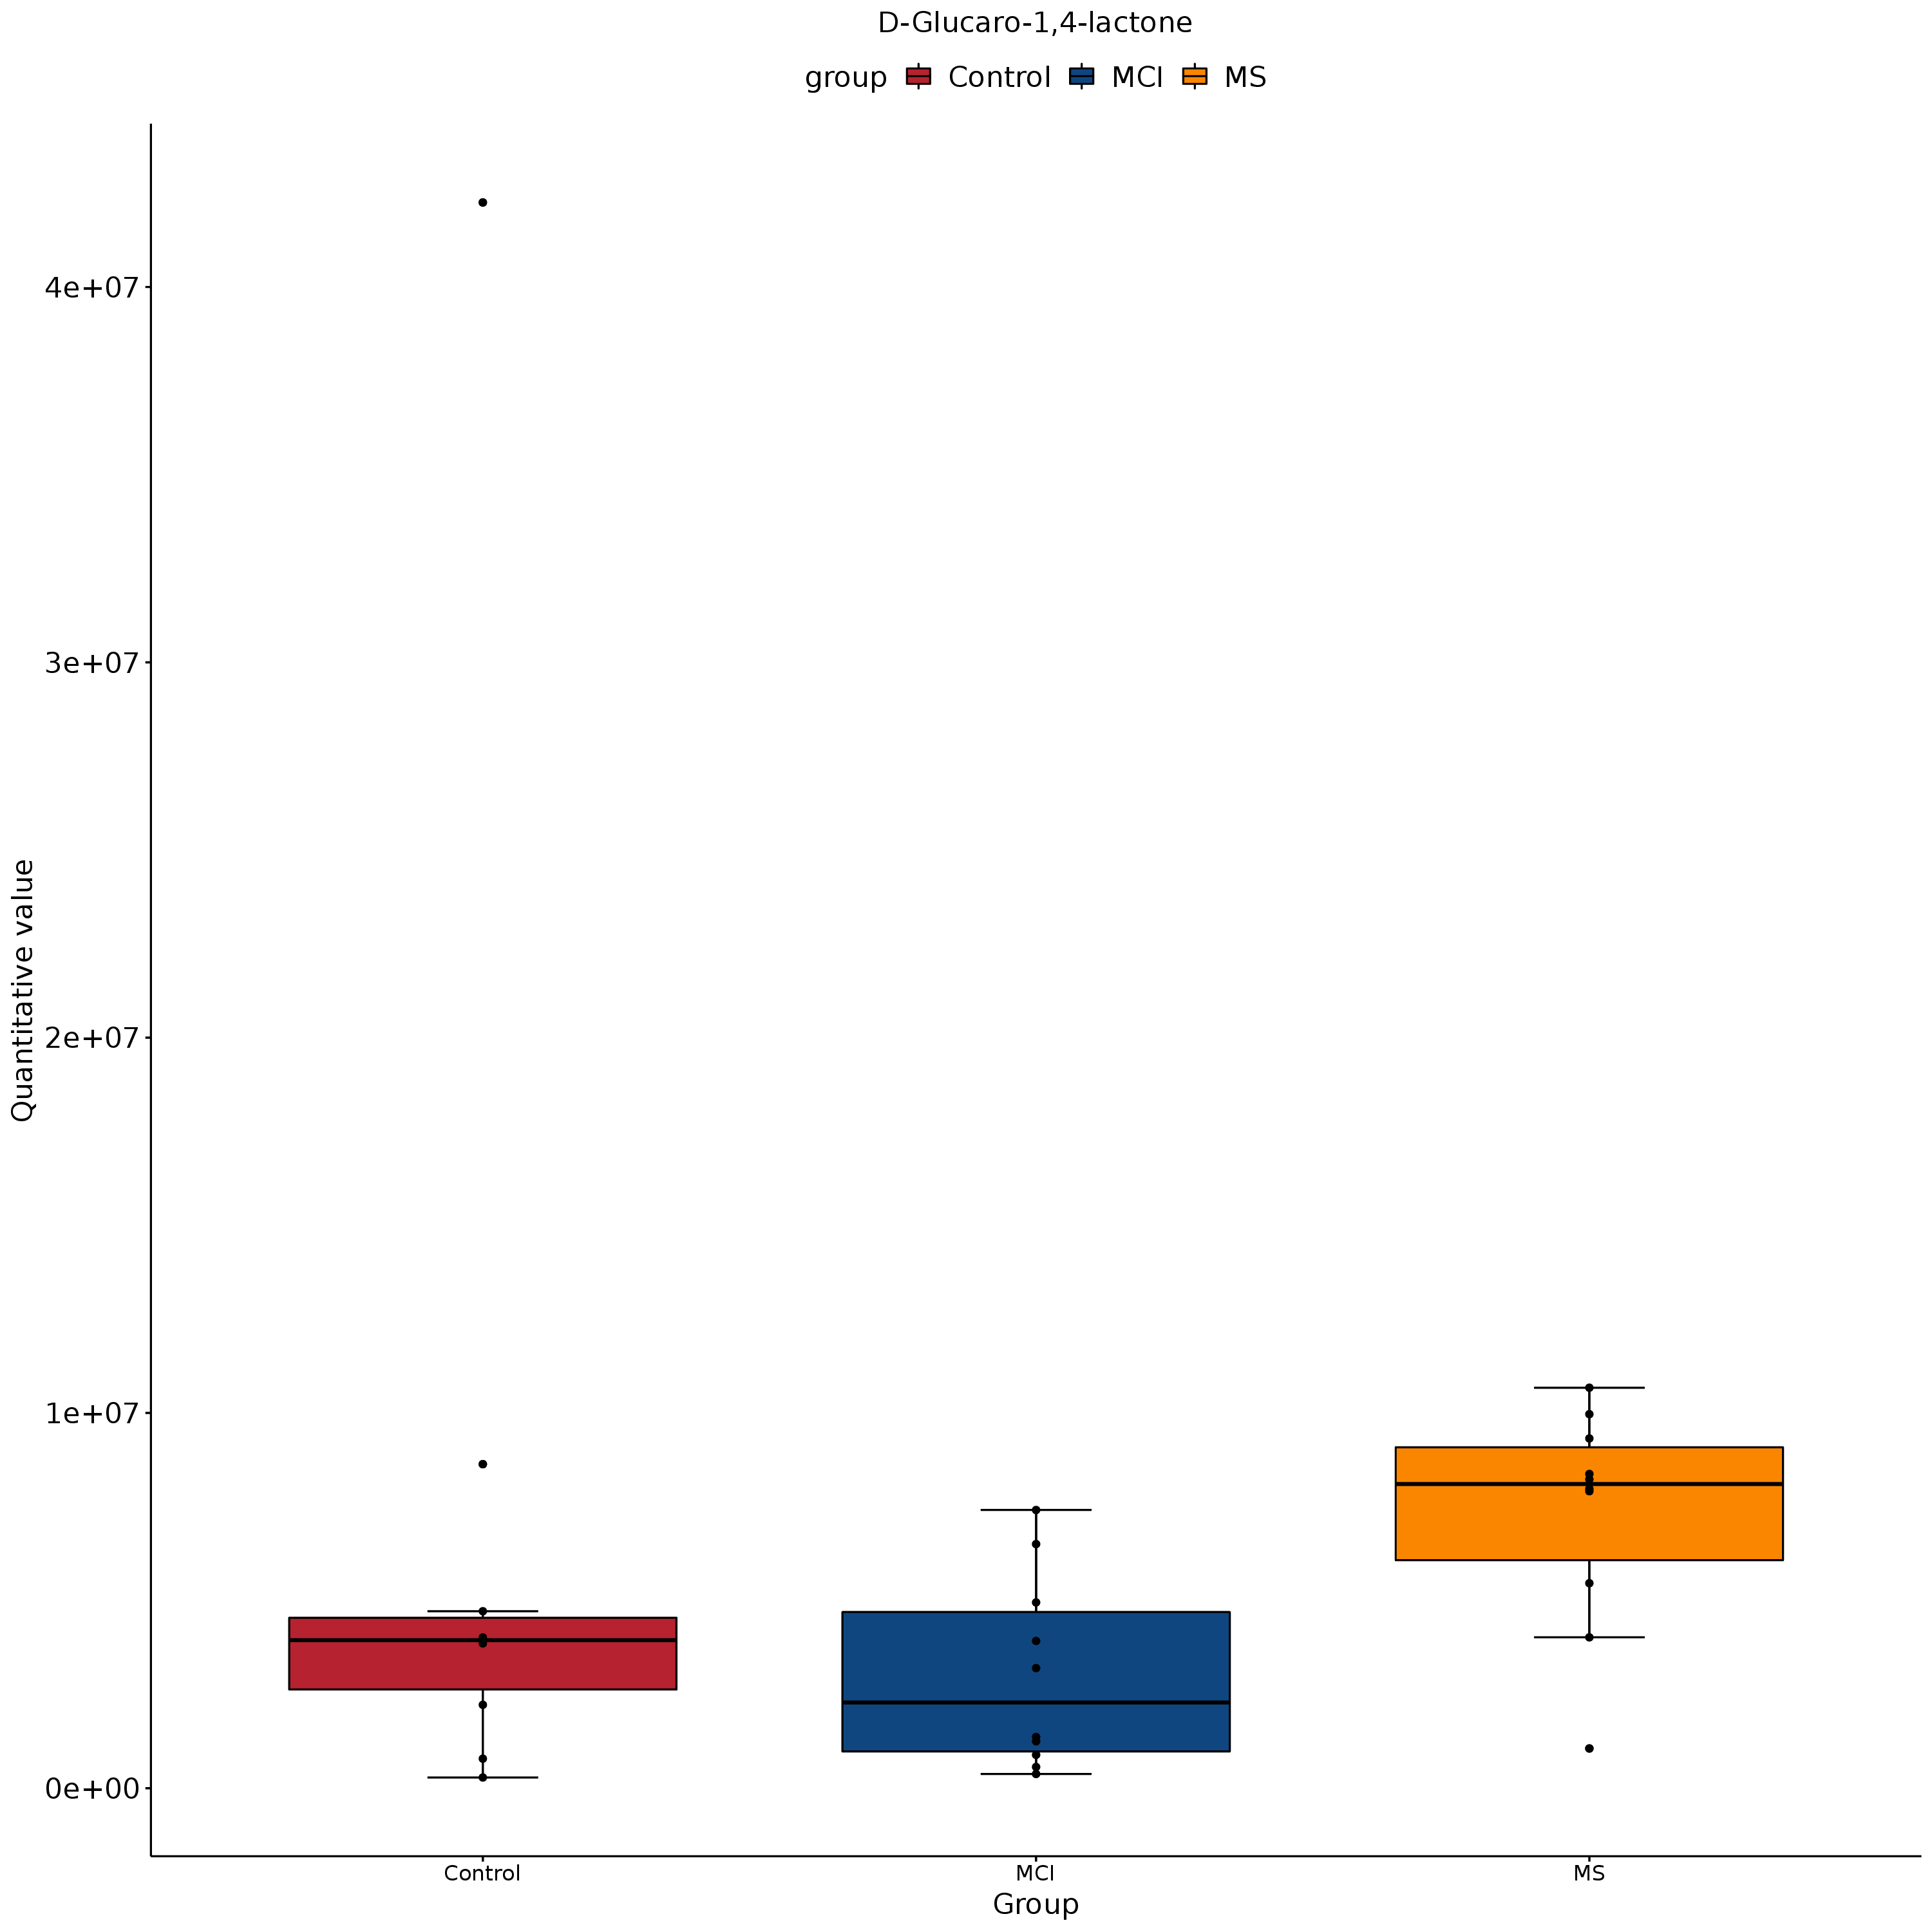 D-Glucaro-1,4-lactone
group Control MCI MS
4e+07
3e+07
2e+07
1e+07
0e+00
Quantitative value
Control MCI MS
Group